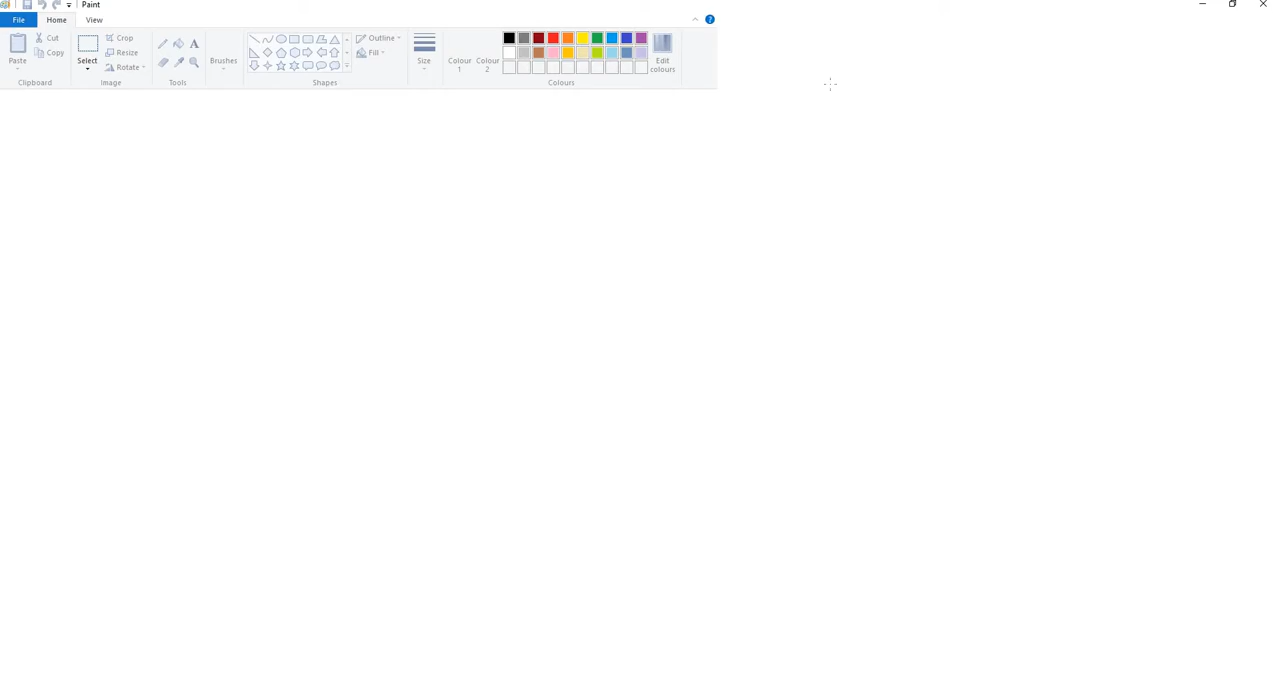 Paint
File Home View ?
Paste Cut Copy Select Crop Resize Rotate A Brushes Outline Fill Size Colour 1 Colour 2 Edit colours
Clipboard Image Tools Shapes Colours